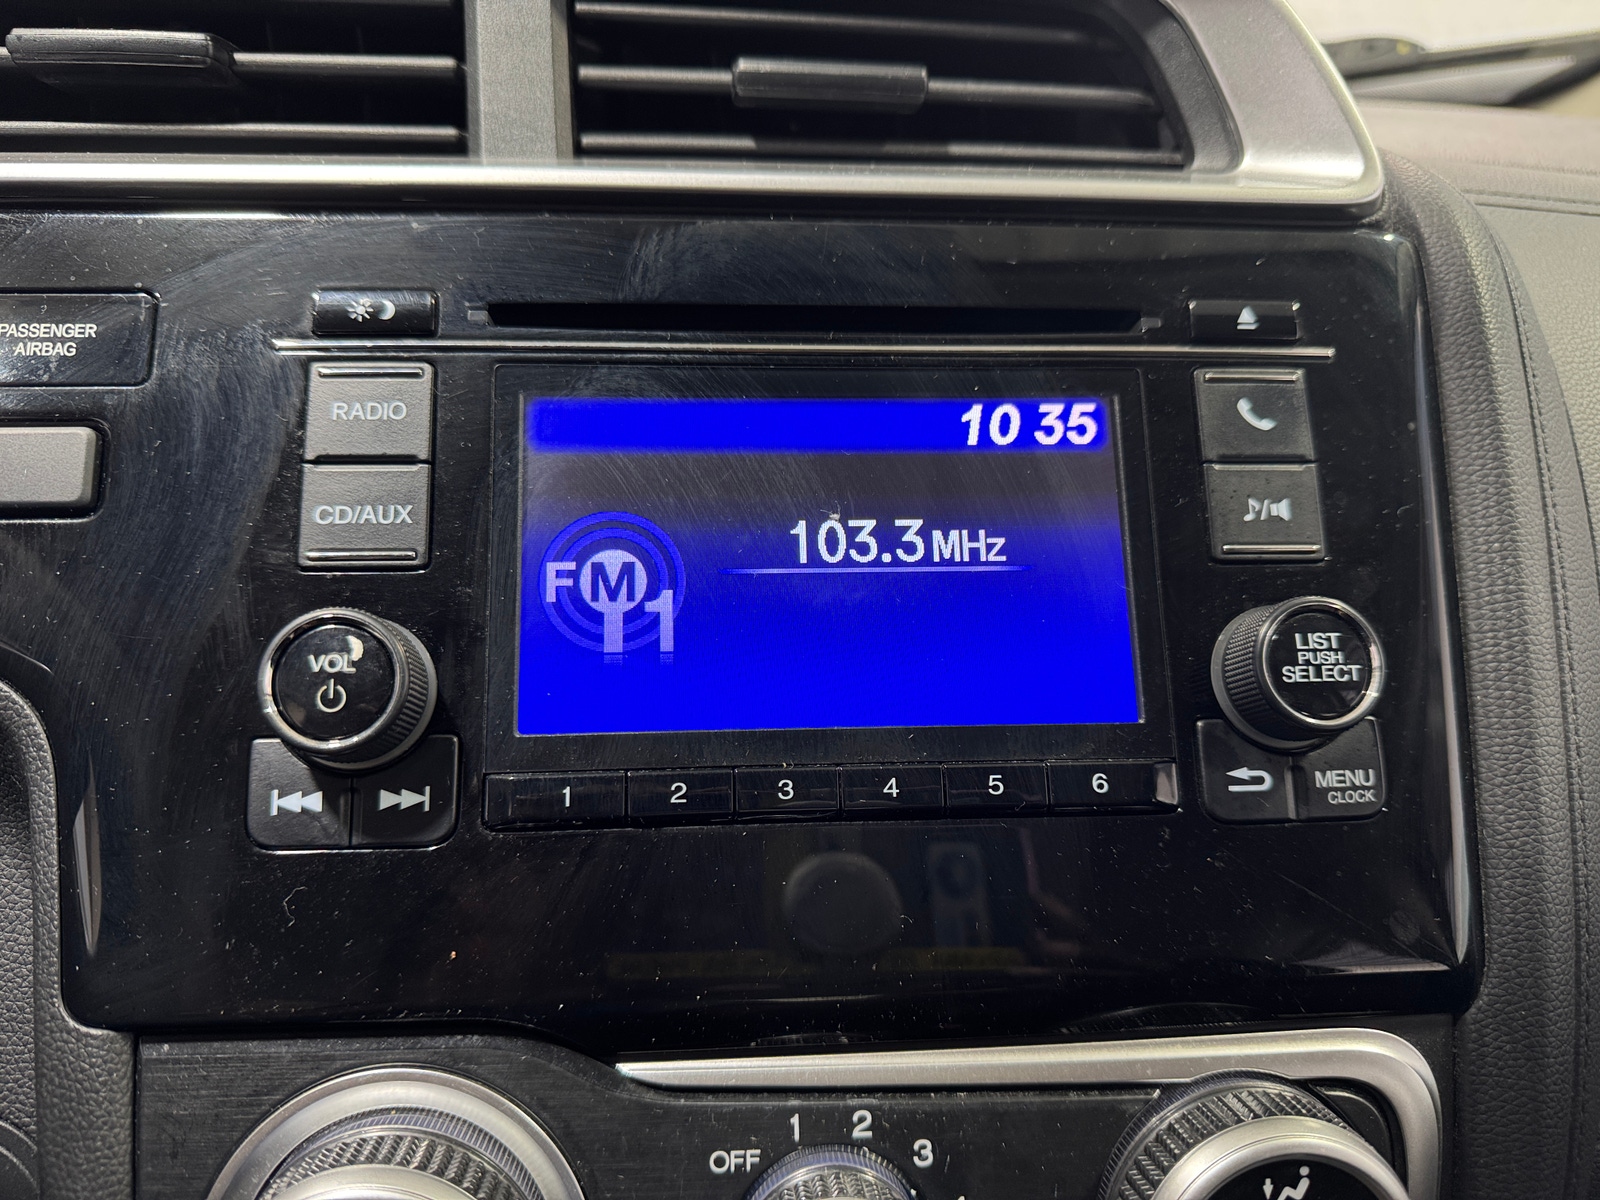 PASSENGER
AIRBAG
RADIO
CD/AUX
VOL
10 35
103.3 MHz
FM
1
LIST
PUSH
SELECT
MENU
CLOCK
1 2 3 4 5 6
OFF 1 2 3